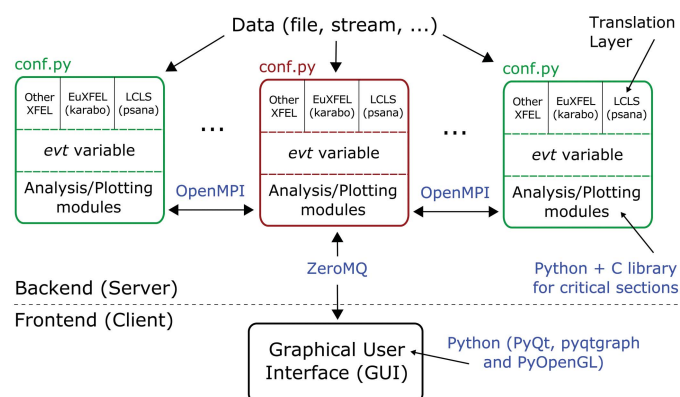 Data (file, stream, ...)
Translation
Layer
conf.py
conf.py
conf.py
Other
XFEL
EuXFEL
(karabo)
LCLS
(psana)
evt variable
Analysis/Plotting
modules
...
OpenMPI
Other
XFEL
EuXFEL
(karabo)
LCLS
(psana)
evt variable
Analysis/Plotting
modules
...
OpenMPI
Other
XFEL
EuXFEL
(karabo)
LCLS
(psana)
evt variable
Analysis/Plotting
modules
ZeroMQ
Python + C library
for critical sections
Backend (Server)
Frontend (Client)
Graphical User
Interface (GUI)
Python (PyQt, pyqtgraph
and PyOpenGL)